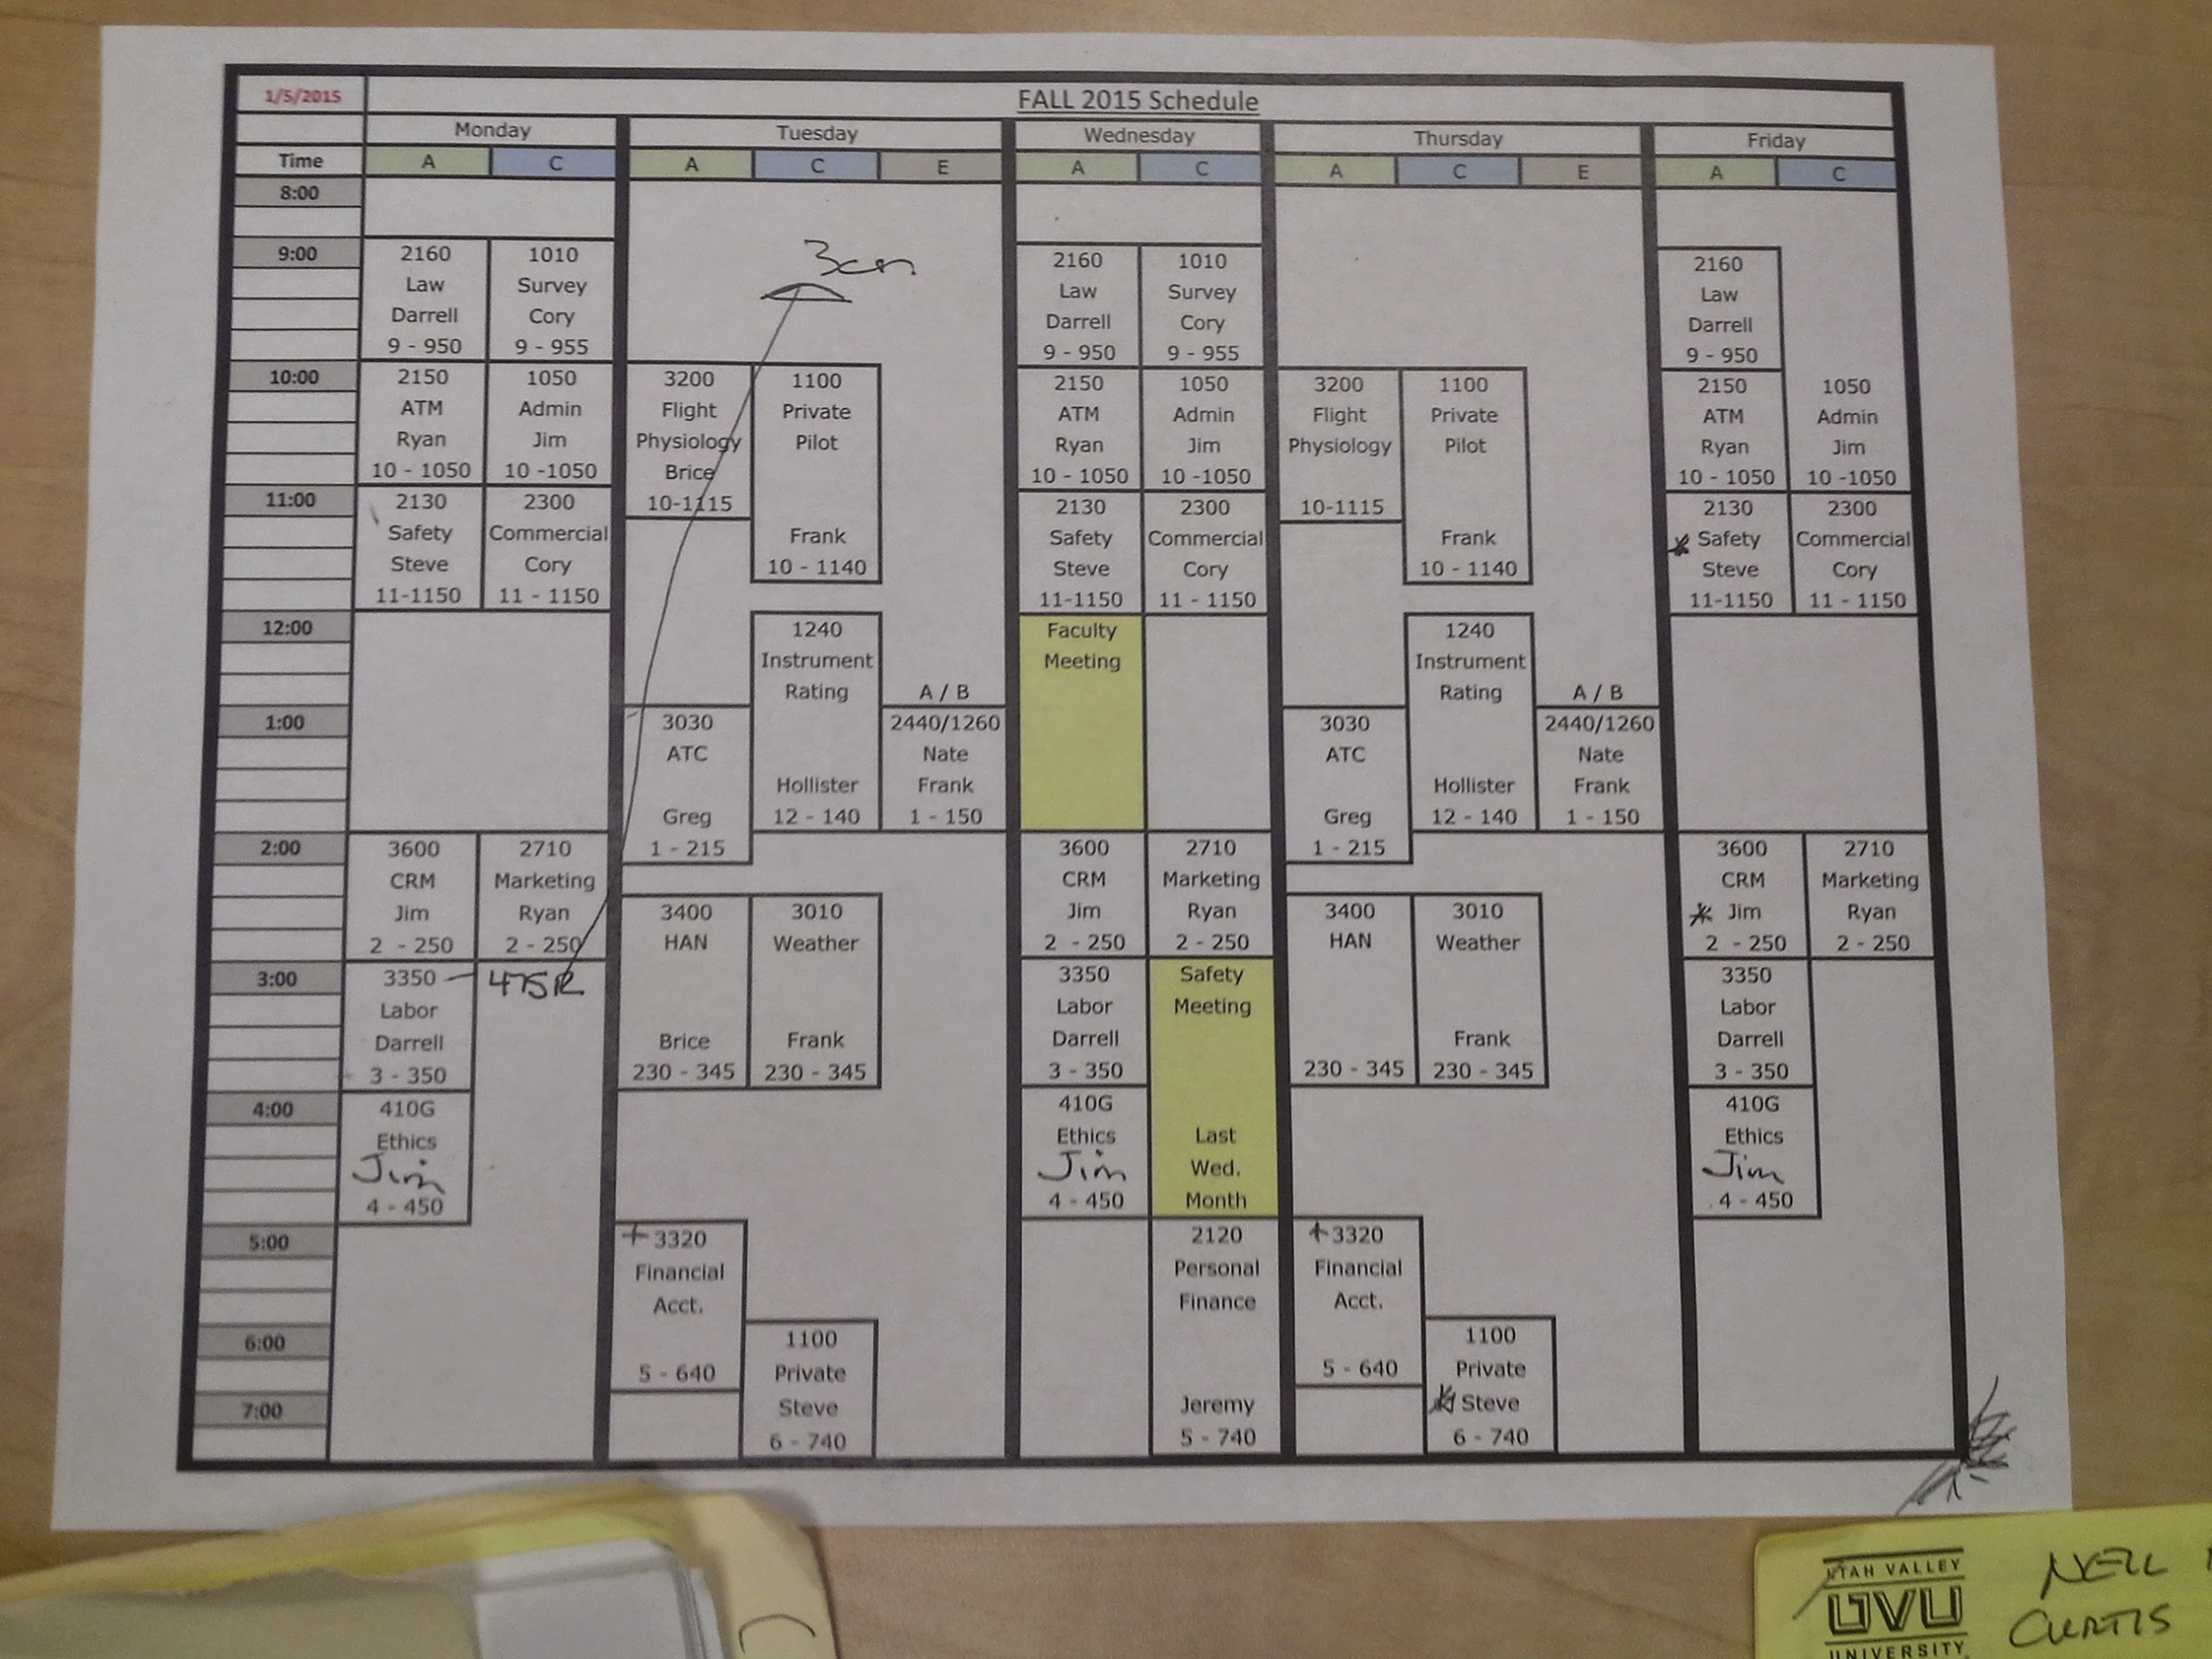 1/5/2015
FALL 2015 Schedule
Monday Tuesday Wednesday Thursday Friday
Time A C A C E A C A C E A C
8:00
9:00
10:00
11:00
12:00
1:00
2:00
3:00
4:00
5:00
6:00
7:00
2160
Law
Darrell
9 - 950
2150
ATM
Ryan
10 - 1050
2130
Safety
Steve
11-1150
3600
CRM
Jim
2 - 250
3350
Labor
Darrell
3 - 350
410G
Ethics
Jim
4 - 450
1010
Survey
Cory
9 - 955
1050
Admin
Jim
10 -1050
2300
Commercial
Cory
11 - 1150
2710
Marketing
Ryan
2 - 250
475R
3200
Flight
Physiology
Brice
10-1115
3030
ATC
Greg
1 - 215
3400
HAN
Brice
230 - 345
+ 3320
Financial
Acct.
5 - 640
3cr
1100
Private
Pilot
Frank
10 - 1140
1240
Instrument
Rating
Hollister
12 - 140
3010
Weather
Frank
230 - 345
1100
Private
Steve
6 - 740
A / B
2440/1260
Nate
Frank
1 - 150
2160
Law
Darrell
9 - 950
2150
ATM
Ryan
10 - 1050
2130
Safety
Steve
11-1150
Faculty
Meeting
3600
CRM
Jim
2 - 250
3350
Labor
Darrell
3 - 350
410G
Ethics
Jim
4 - 450
1010
Survey
Cory
9 - 955
1050
Admin
Jim
10 -1050
2300
Commercial
Cory
11 - 1150
2710
Marketing
Ryan
2 - 250
Safety
Meeting
Last
Wed.
Month
2120
Personal
Finance
Jeremy
5 - 740
3200
Flight
Physiology
10-1115
3030
ATC
Greg
1 - 215
3400
HAN
230 - 345
+ 3320
Financial
Acct.
5 - 640
1100
Private
Pilot
Frank
10 - 1140
1240
Instrument
Rating
Hollister
12 - 140
3010
Weather
Frank
230 - 345
1100
Private
Steve
6 - 740
A / B
2440/1260
Nate
Frank
1 - 150
2160
Law
Darrell
9 - 950
2150
ATM
Ryan
10 - 1050
2130
Safety
Steve
11-1150
3600
CRM
Jim
2 - 250
3350
Labor
Darrell
3 - 350
410G
Ethics
Jim
4 - 450
1050
Admin
Jim
10 -1050
2300
Commercial
Cory
11 - 1150
2710
Marketing
Ryan
2 - 250
UTAH VALLEY
UVU
UNIVERSITY
NELL
CURTIS